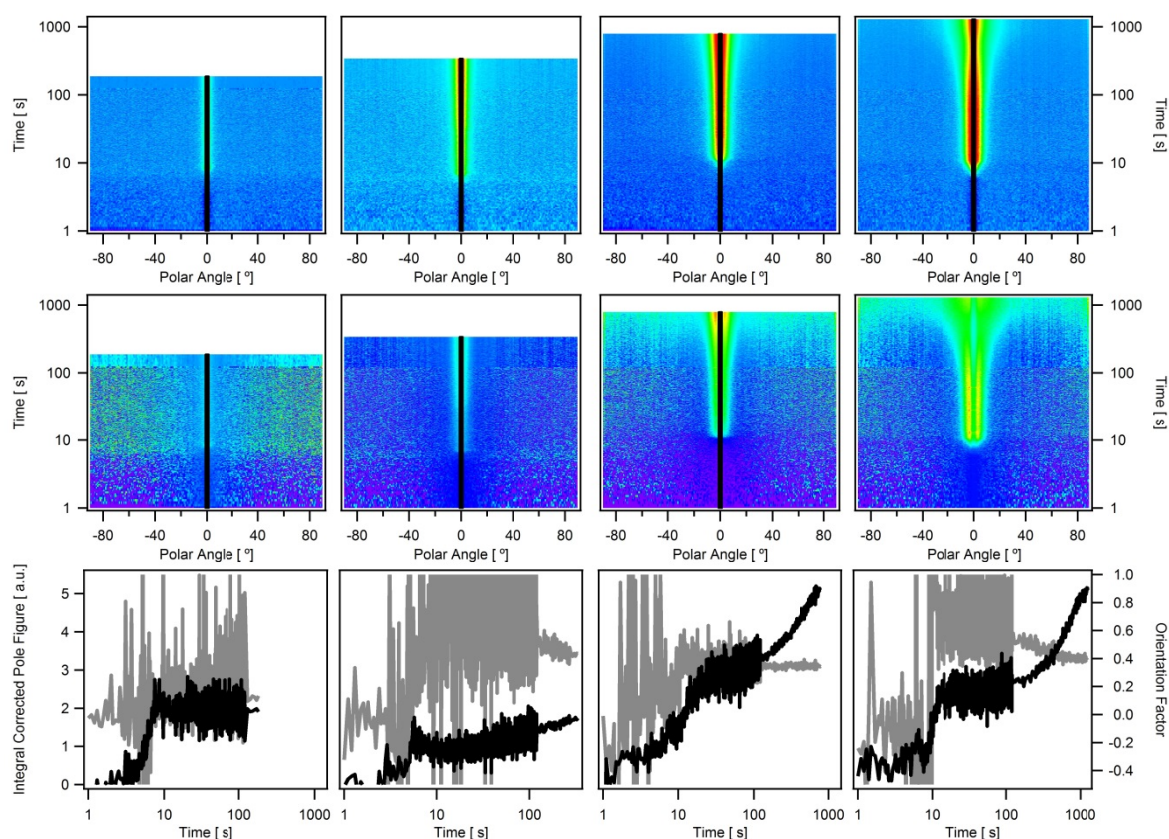 1000
100
10
1
Time [ s]
-80 -40 0 40 80
Polar Angle [ º]
-80 -40 0 40 80
Polar Angle [ º]
-80 -40 0 40 80
Polar Angle [ º]
-80 -40 0 40 80
Polar Angle [ º]
1000
100
10
1
Time [ s]
1000
100
10
1
Time [ s]
-80 -40 0 40 80
Polar Angle [ º]
-80 -40 0 40 80
Polar Angle [ º]
-80 -40 0 40 80
Polar Angle [ º]
-80 -40 0 40 80
Polar Angle [ º]
1000
100
10
1
Time [ s]
Integral Corrected Pole Figure [ a.u.]
5
4
3
2
1
0
1 10 100 1000
Time [ s]
1 10 100
Time [ s]
1 10 100 1000
Time [ s]
1 10 100 1000
Time [ s]
1.0
0.8
0.6
0.4
0.2
0.0
-0.2
-0.4
Orientation Factor